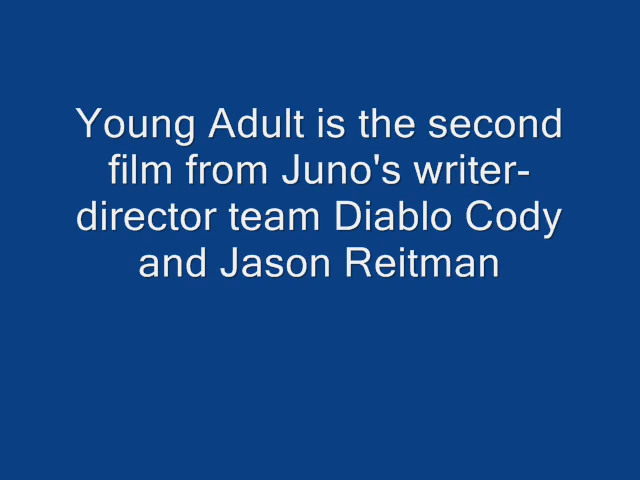 Young Adult is the second
film from Juno's writer-
director team Diablo Cody
and Jason Reitman